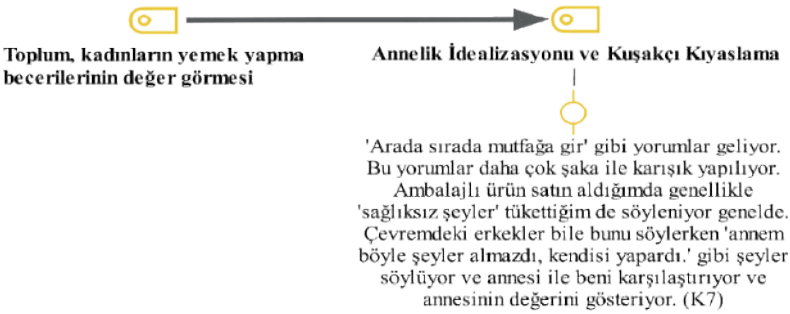 Toplum, kadınların yemek yapma
becerilerinin değer görmesi
Annelik İdealizasyonu ve Kuşakçı Kıyaslama
'Arada sırada mutfağa gir' gibi yorumlar geliyor.
Bu yorumlar daha çok şaka ile karışık yapılıyor.
Ambalajlı ürün satın aldığımda genellikle
'sağlıksız şeyler' tükettiğim de söyleniyor genelde.
Çevremdeki erkekler bile bunu söylerken 'annem
böyle şeyler almazdı, kendisi yapardı.' gibi şeyler
söylüyor ve annesi ile beni karşılaştırıyor ve
annesinin değerini gösteriyor. (K7)